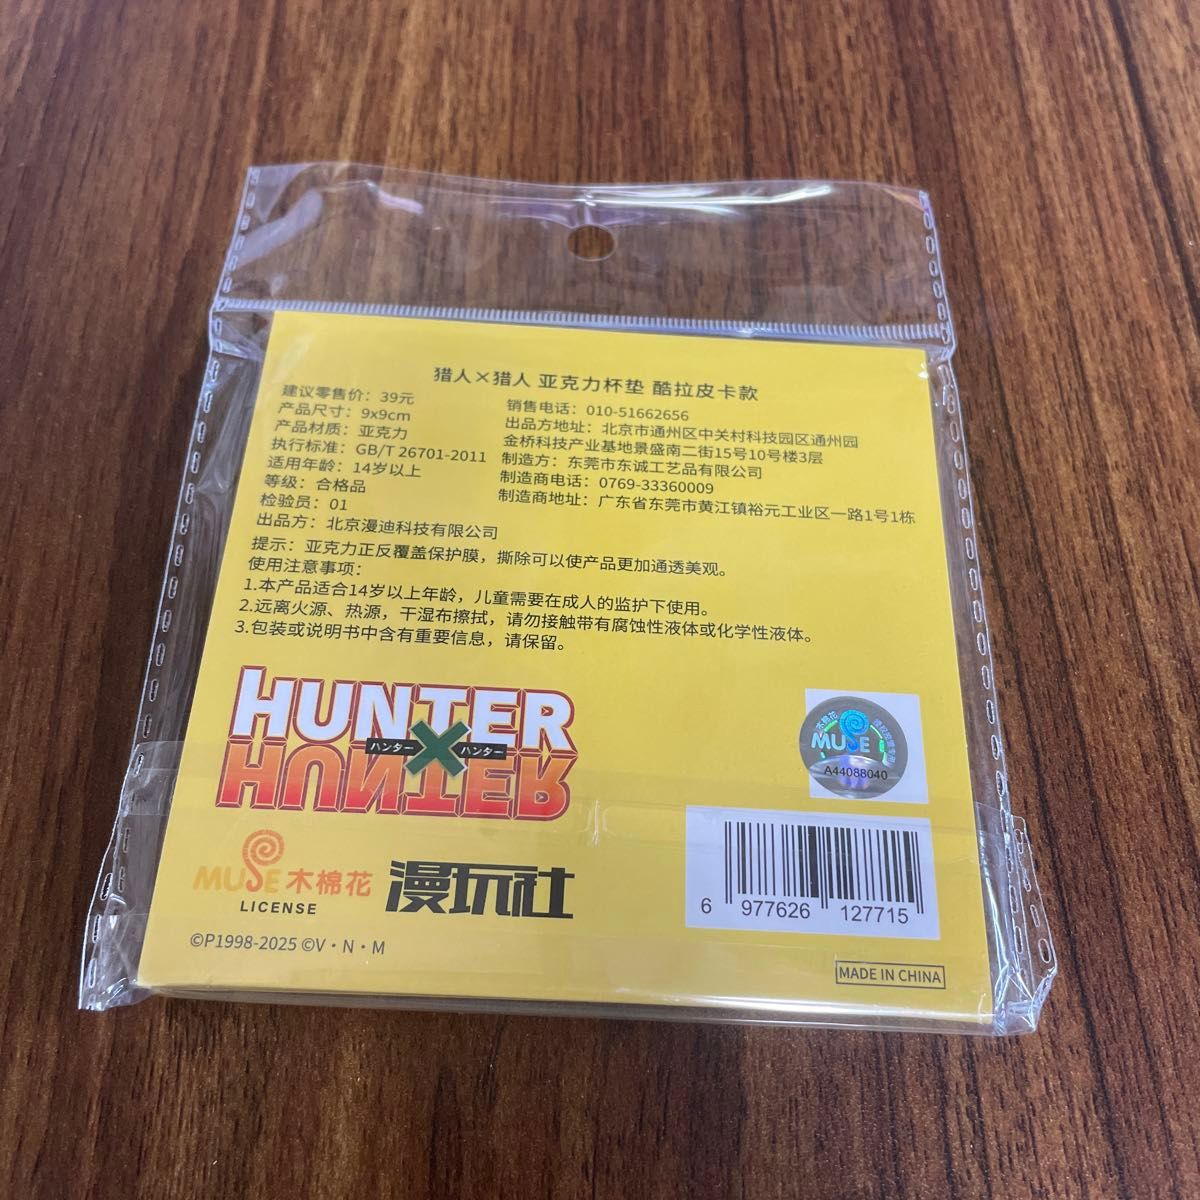 猎人×猎人 亚克力杯垫 酷拉皮卡款
建议零售价：39元
产品尺寸：9x9cm
产品材质：亚克力
执行标准：GB/T 26701-2011
适用年龄：14岁以上
等级：合格品
检验员：01
出品方：北京漫迪科技有限公司
销售电话：010-51662656
出品方地址：北京市通州区中关村科技园区通州园
金桥科技产业基地景盛南二街15号10号楼3层
制造方：东莞市东诚工艺品有限公司
制造商电话：0769-33360009
制造商地址：广东省东莞市黄江镇裕元工业区一路1号1栋
提示：亚克力正反覆盖保护膜，撕除可以使产品更加通透美观。
使用注意事项：
1.本产品适合14岁以上年龄，儿童需要在成人的监护下使用。
2.远离火源、热源，干湿布擦拭，请勿接触带有腐蚀性液体或化学性液体。
3.包装或说明书中含有重要信息，请保留。
HUNTER
ハンター × ハンター
HUNTER
木棉花
MUSE
A44088040
MUSE 木棉花
LICENSE
漫玩社
6 977626 127715
©P1998-2025 ©V・N・M
MADE IN CHINA